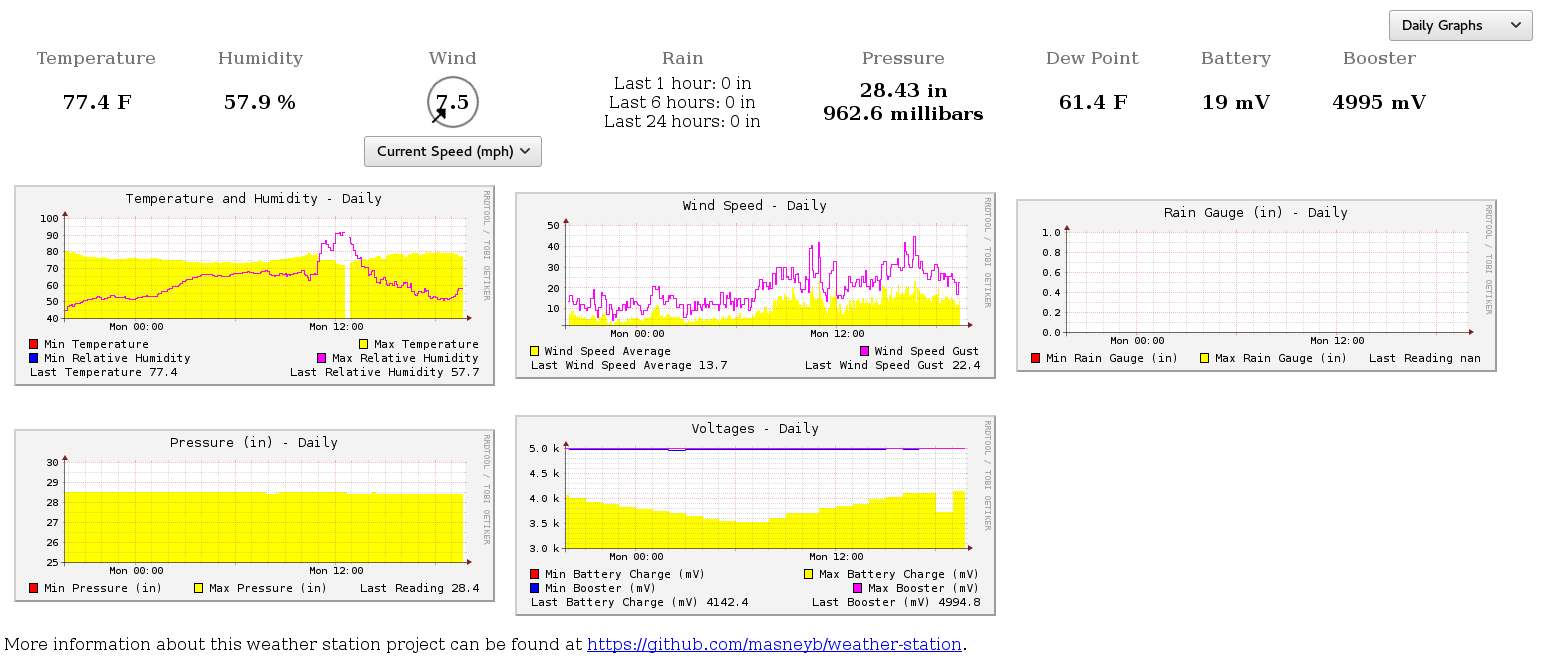 Daily Graphs
Temperature Humidity Wind Rain Pressure Dew Point Battery Booster
77.4 F 57.9 % 7.5 Last 1 hour: 0 in 28.43 in 61.4 F 19 mV 4995 mV
Last 6 hours: 0 in 962.6 millibars
Last 24 hours: 0 in
Current Speed (mph)
Temperature and Humidity - Daily
RRDTOOL / TOBI OETIKER
100
90
80
70
60
50
40
Mon 00:00 Mon 12:00
Min Temperature Max Temperature
Min Relative Humidity Max Relative Humidity
Last Temperature 77.4 Last Relative Humidity 57.7
Wind Speed - Daily
RRDTOOL / TOBI OETIKER
50
40
30
20
10
Mon 00:00 Mon 12:00
Wind Speed Average Wind Speed Gust
Last Wind Speed Average 13.7 Last Wind Speed Gust 22.4
Rain Gauge (in) - Daily
RRDTOOL / TOBI OETIKER
1.0
0.8
0.6
0.4
0.2
0.0
Mon 00:00 Mon 12:00
Min Rain Gauge (in) Max Rain Gauge (in) Last Reading nan
Pressure (in) - Daily
RRDTOOL / TOBI OETIKER
30
29
28
27
26
25
Mon 00:00 Mon 12:00
Min Pressure (in) Max Pressure (in) Last Reading 28.4
Voltages - Daily
RRDTOOL / TOBI OETIKER
5.0 k
4.5 k
4.0 k
3.5 k
3.0 k
Mon 00:00 Mon 12:00
Min Battery Charge (mV) Max Battery Charge (mV)
Min Booster (mV) Max Booster (mV)
Last Battery Charge (mV) 4142.4 Last Booster (mV) 4994.8
More information about this weather station project can be found at https://github.com/masneyb/weather-station.